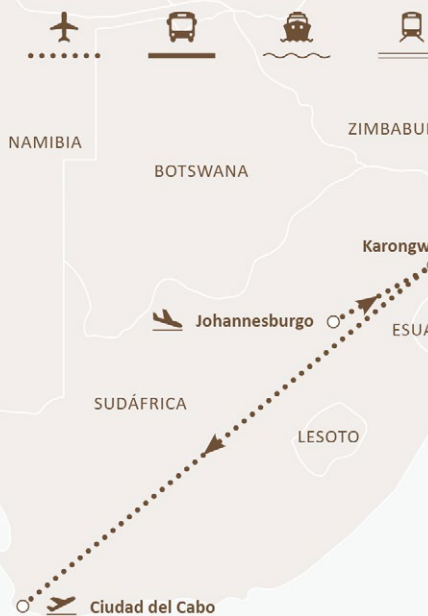 NAMIBIA
ZIMBABU
BOTSWANA
Karongw
Johannesburgo
ESUA
SUDÁFRICA
LESOTO
Ciudad del Cabo